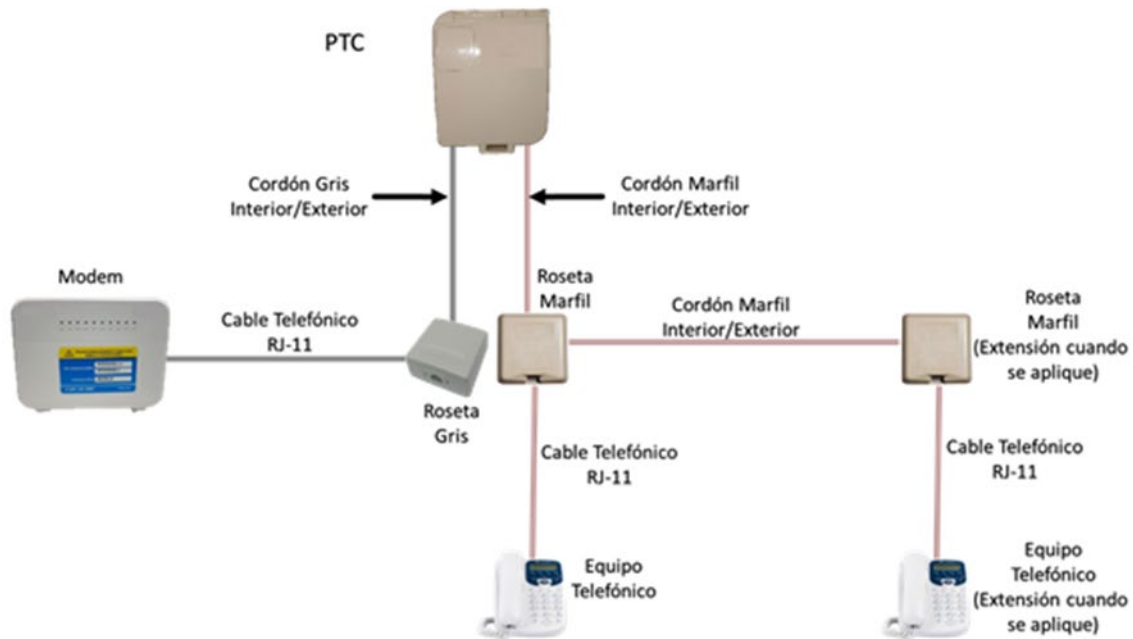 PTC
Cordón Gris
Interior/Exterior
Cordón Marfil
Interior/Exterior
Modem
Cable Telefónico
RJ-11
Roseta
Gris
Roseta
Marfil
Cordón Marfil
Interior/Exterior
Roseta
Marfil
(Extensión cuando
se aplique)
Cable Telefónico
RJ-11
Cable Telefónico
RJ-11
Equipo
Telefónico
Equipo
Telefónico
(Extensión cuando
se aplique)